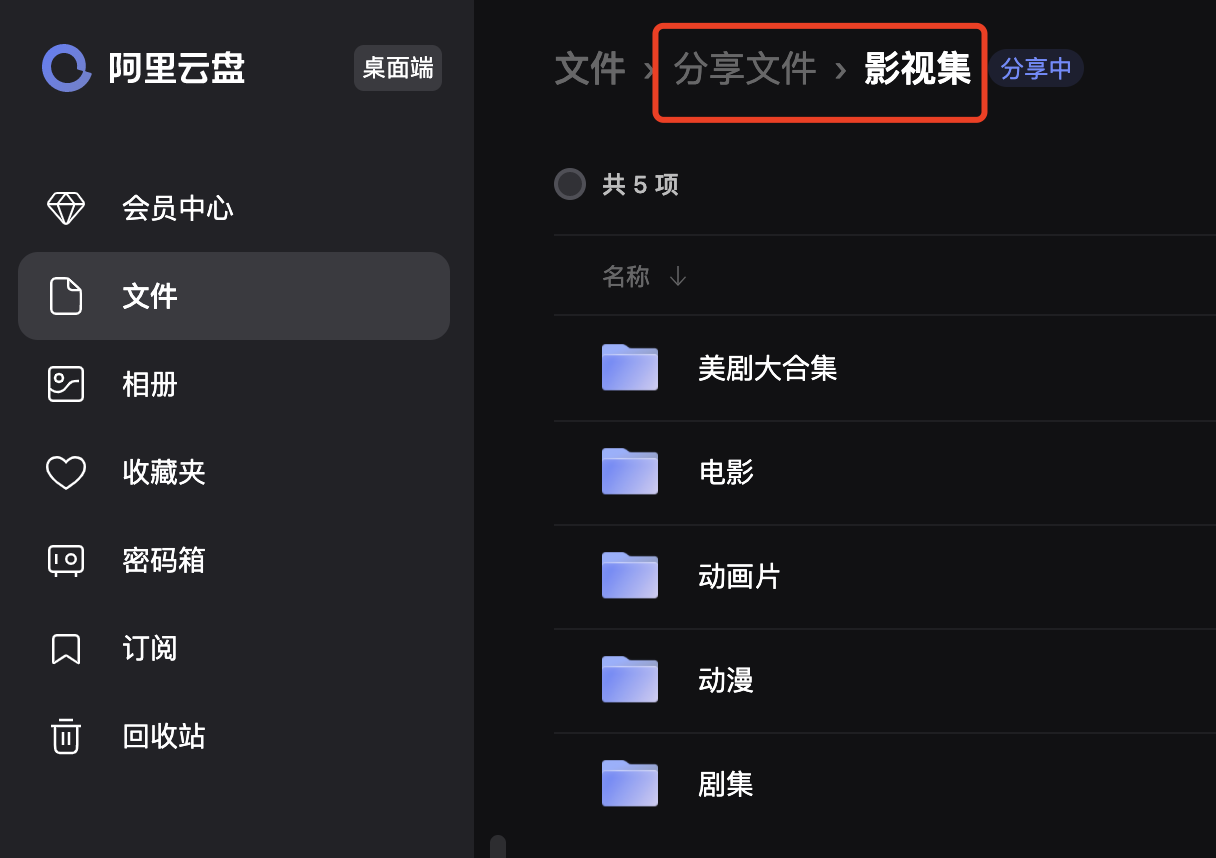 阿里云盘 桌面端
会员中心
文件
相册
收藏夹
密码箱
订阅
回收站
文件 › 分享文件 › 影视集 分享中
共 5 项
名称 ↓
美剧大合集
电影
动画片
动漫
剧集